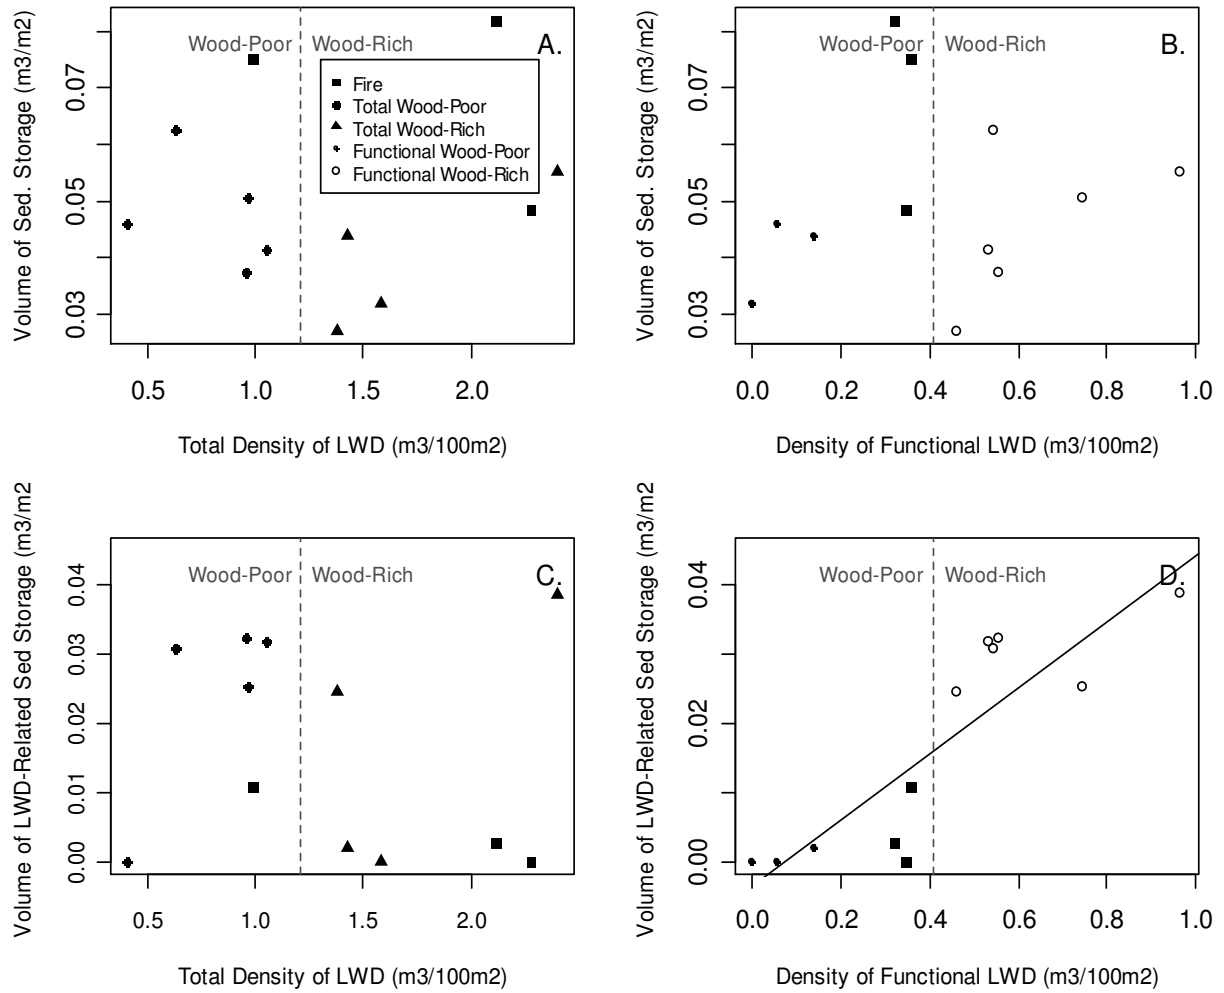 Volume of Sed. Storage (m3/m2)
0.03
0.05
0.07
Wood-Poor
Wood-Rich
A.
Fire
Total Wood-Poor
Total Wood-Rich
Functional Wood-Poor
Functional Wood-Rich
0.5
1.0
1.5
2.0
Total Density of LWD (m3/100m2)
Volume of Sed. Storage (m3/m2)
0.03
0.05
0.07
Wood-Poor
Wood-Rich
B.
0.0
0.2
0.4
0.6
0.8
1.0
Density of Functional LWD (m3/100m2)
Volume of LWD-Related Sed Storage (m3/m2
0.00
0.01
0.02
0.03
0.04
Wood-Poor
Wood-Rich
C.
0.5
1.0
1.5
2.0
Total Density of LWD (m3/100m2)
Volume of LWD-Related Sed Storage (m3/m2
0.00
0.02
0.04
Wood-Poor
Wood-Rich
D.
0.0
0.2
0.4
0.6
0.8
1.0
Density of Functional LWD (m3/100m2)